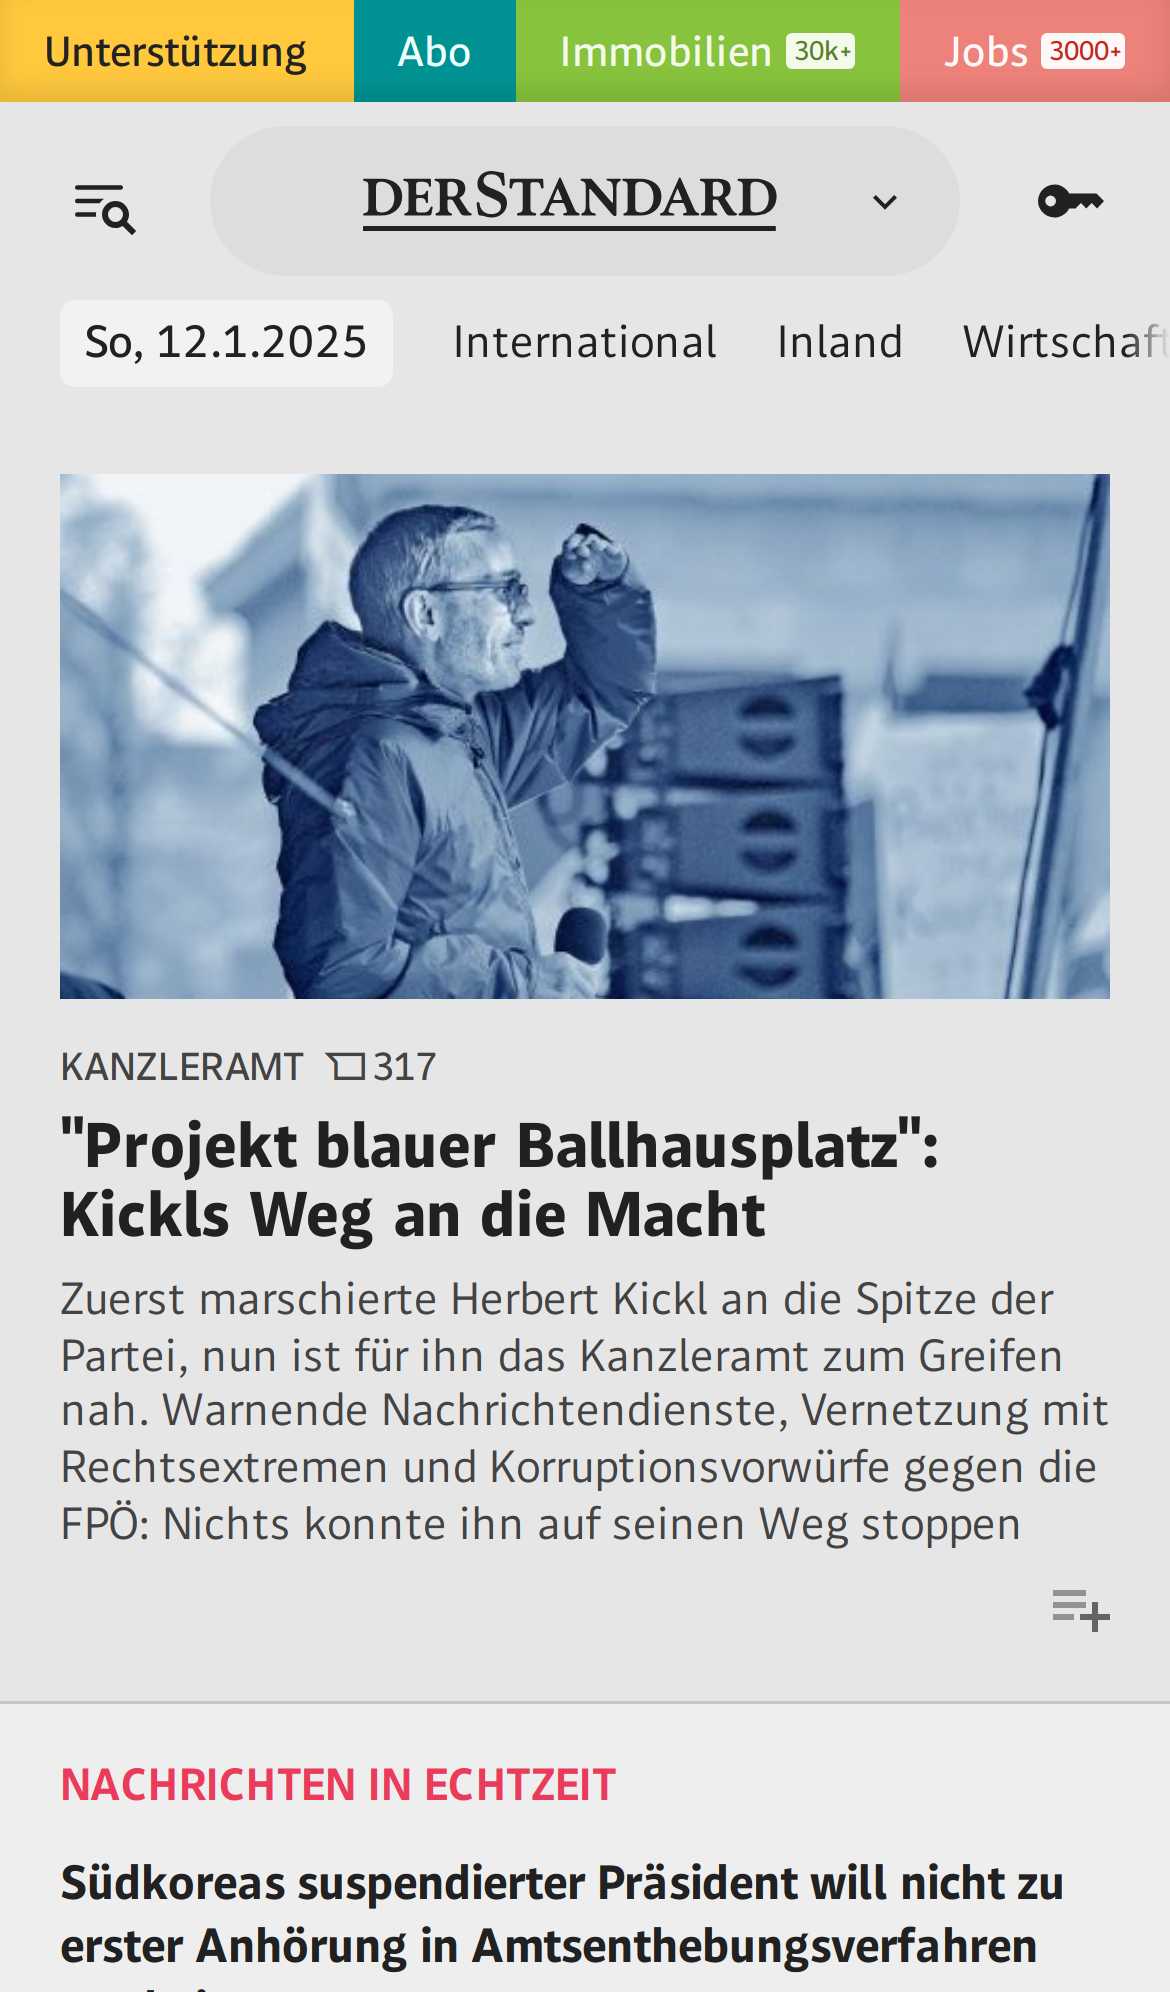 Unterstützung
Abo
Immobilien 30k+
Jobs 3000+
DERSTANDARD
So, 12.1.2025
International
Inland
Wirtschaft
KANZLERAMT 317
"Projekt blauer Ballhausplatz":
Kickls Weg an die Macht
Zuerst marschierte Herbert Kickl an die Spitze der
Partei, nun ist für ihn das Kanzleramt zum Greifen
nah. Warnende Nachrichtendienste, Vernetzung mit
Rechtsextremen und Korruptionsvorwürfe gegen die
FPÖ: Nichts konnte ihn auf seinen Weg stoppen
NACHRICHTEN IN ECHTZEIT
Südkoreas suspendierter Präsident will nicht zu
erster Anhörung in Amtsenthebungsverfahren